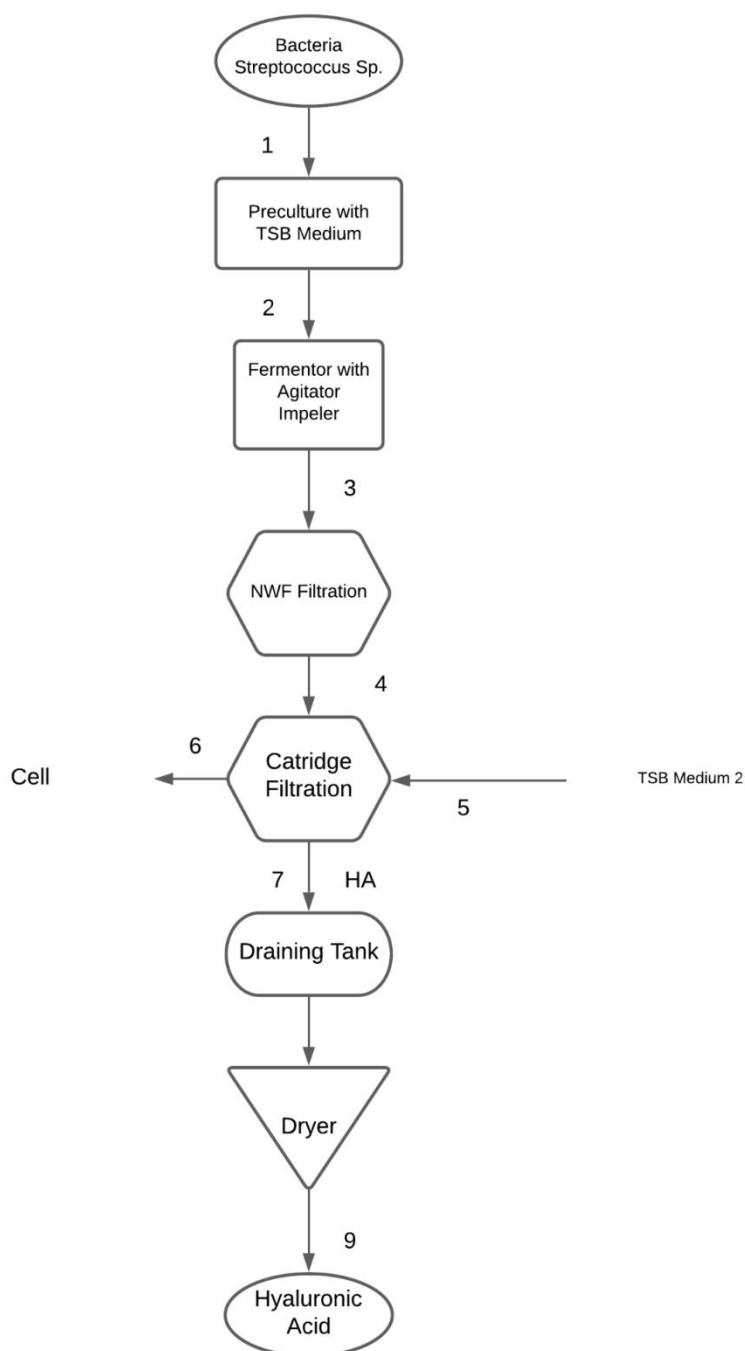 Bacteria
Streptococcus Sp.
1
Preculture with
TSB Medium
2
Fermentor with
Agitator
Impeler
3
NWF Filtration
4
6
Cell
Catridge
Filtration
TSB Medium 2
5
7
HA
Draining Tank
Dryer
9
Hyaluronic
Acid